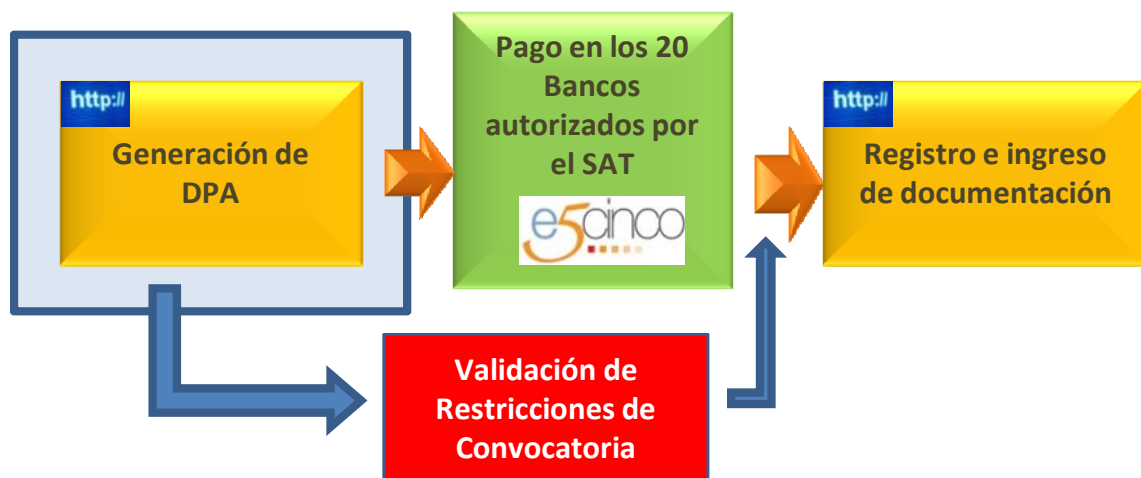 http://
Generación de
DPA
Pago en los 20
Bancos
autorizados por
el SAT
e5cinco
http://
Registro e ingreso
de documentación
Validación de
Restricciones de
Convocatoria